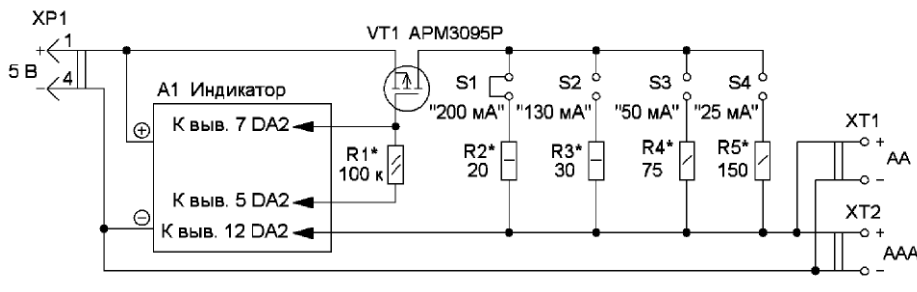 XP1
VT1 APM3095P
+ 1
5 В
- 4
A1 Индикатор
S1
S2
S3
S4
"200 мА"
"130 мА"
"50 мА"
"25 мА"
К выв. 7 DA2
+
R1*
100 к
R2*
20
R3*
30
R4*
75
R5*
150
XT1
+
AA
-
К выв. 5 DA2
-
К выв. 12 DA2
XT2
+
AAA
-